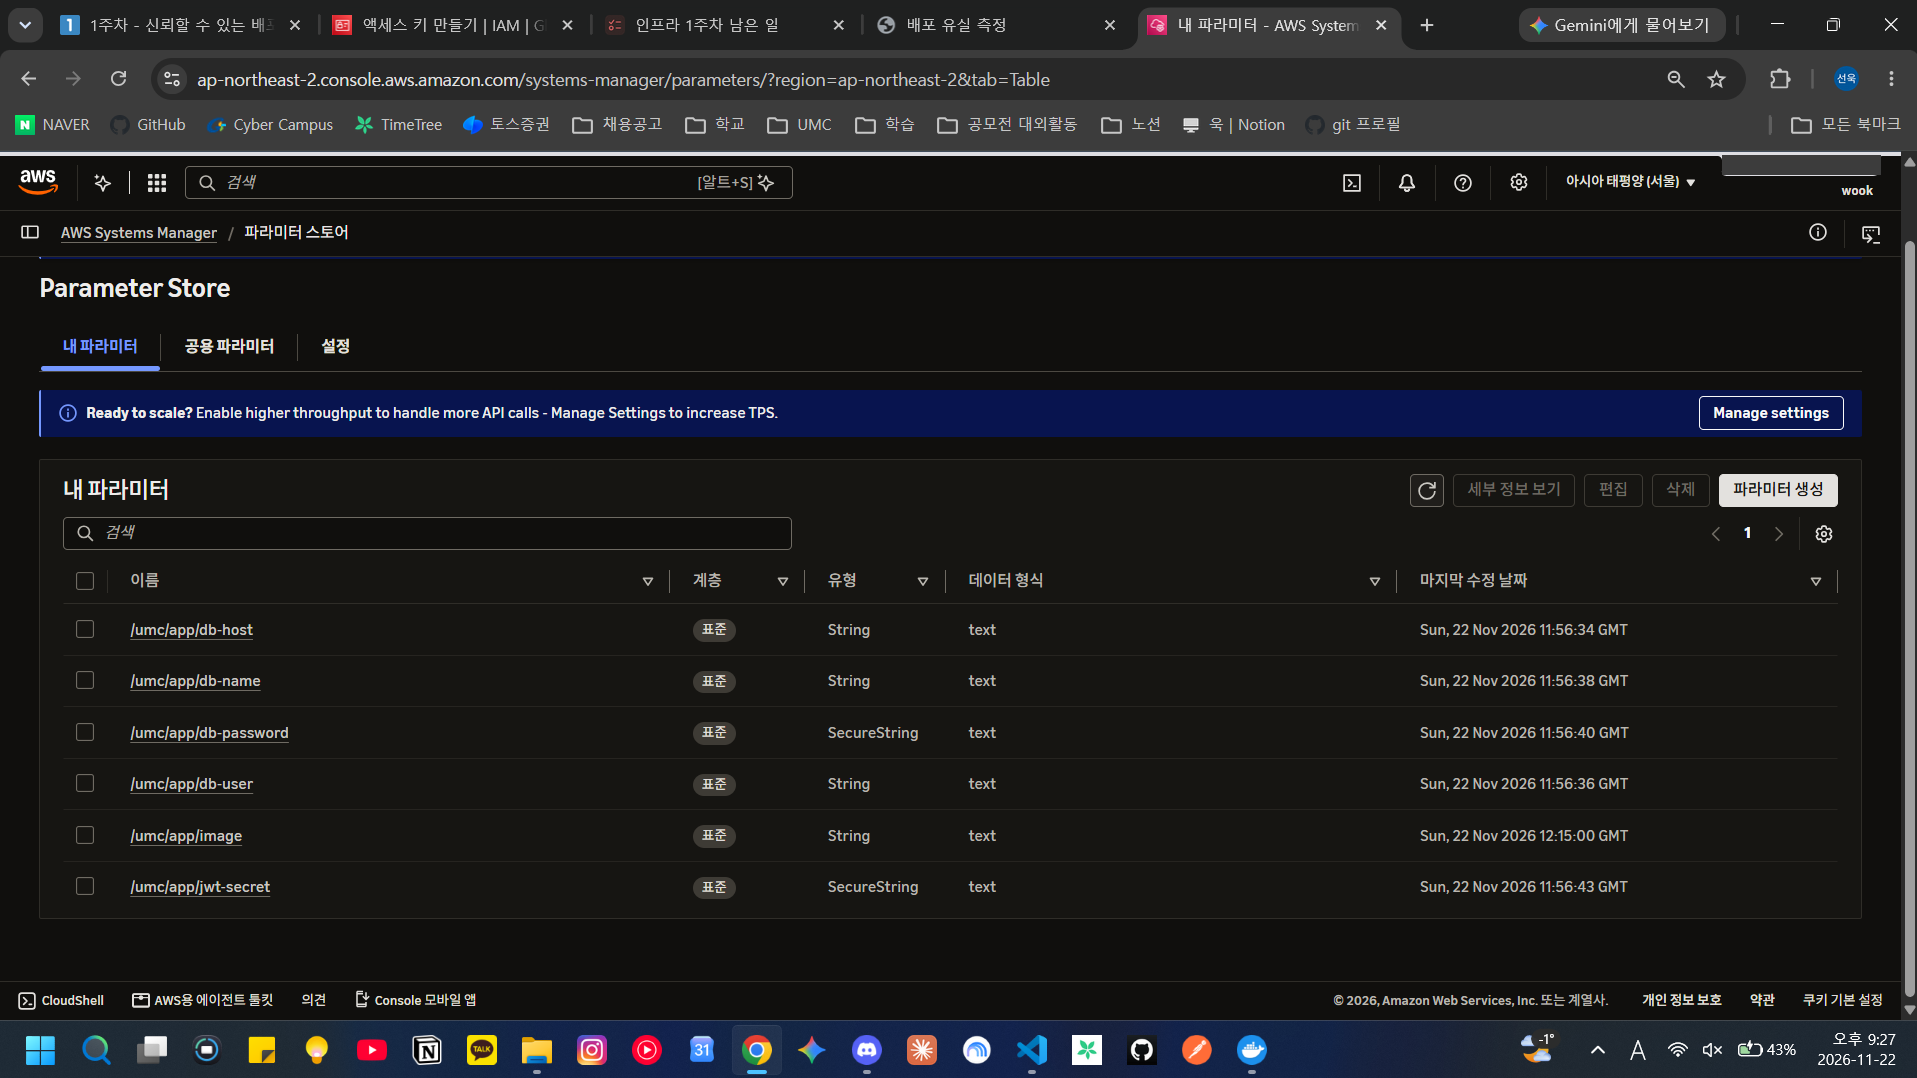 1주차 - 신뢰할 수 있는 배포
액세스 키 만들기 | IAM | G
인프라 1주차 남은 일
배포 유실 측정
내 파라미터 - AWS System
Gemini에게 물어보기
ap-northeast-2.console.aws.amazon.com/systems-manager/parameters/?region=ap-northeast-2&tab=Table
선욱
NAVER
GitHub
Cyber Campus
TimeTree
토스증권
채용공고
학교
UMC
학습
공모전 대외활동
노션
욱 | Notion
git 프로필
모든 북마크
aws
검색
[알트+S]
아시아 태평양 (서울)
wook
AWS Systems Manager / 파라미터 스토어
Parameter Store
내 파라미터
공용 파라미터
설정
Ready to scale? Enable higher throughput to handle more API calls - Manage Settings to increase TPS.
Manage settings
내 파라미터
세부 정보 보기
편집
삭제
파라미터 생성
검색
1
이름 계층 유형 데이터 형식 마지막 수정 날짜
/umc/app/db-host 표준 String text Sun, 22 Nov 2026 11:56:34 GMT
/umc/app/db-name 표준 String text Sun, 22 Nov 2026 11:56:38 GMT
/umc/app/db-password 표준 SecureString text Sun, 22 Nov 2026 11:56:40 GMT
/umc/app/db-user 표준 String text Sun, 22 Nov 2026 11:56:36 GMT
/umc/app/image 표준 String text Sun, 22 Nov 2026 12:15:00 GMT
/umc/app/jwt-secret 표준 SecureString text Sun, 22 Nov 2026 11:56:43 GMT
CloudShell
AWS용 에이전트 툴킷
의견
Console 모바일 앱
© 2026, Amazon Web Services, Inc. 또는 계열사.
개인 정보 보호
약관
쿠키 기본 설정
TALK
31
-1°
A
43%
오후 9:27
2026-11-22